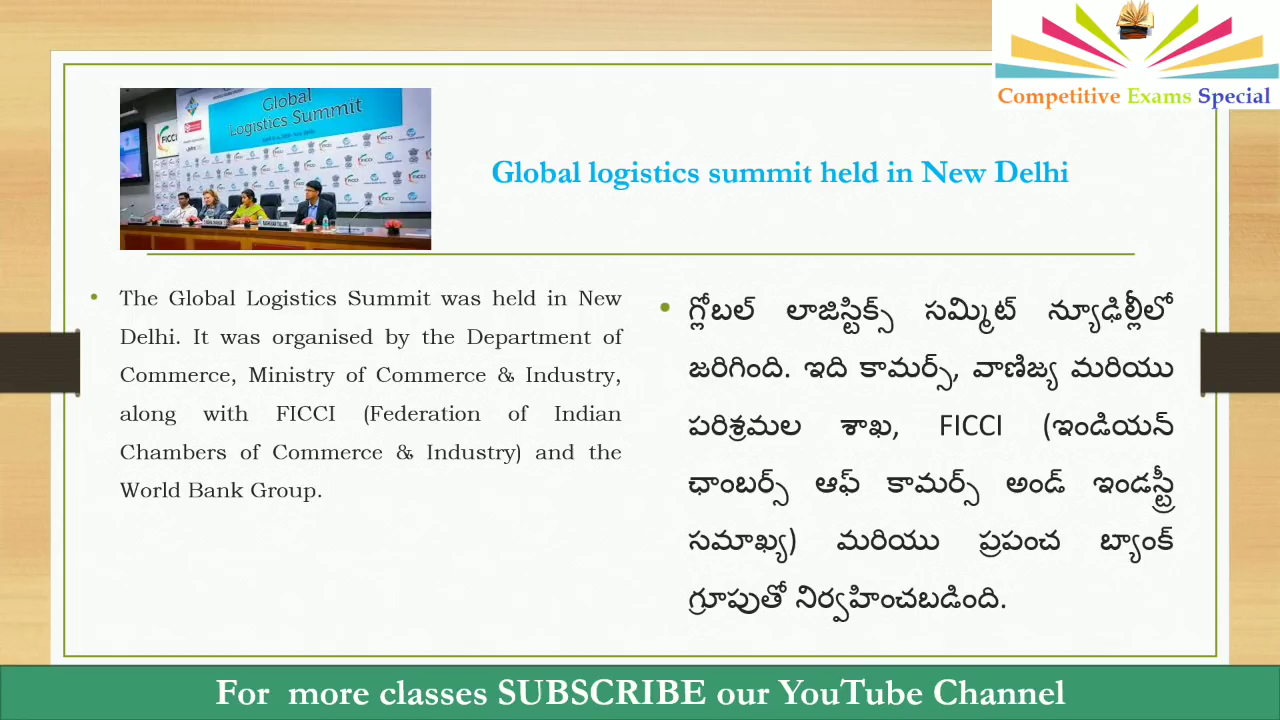 Competitive Exams Special
Global
Logistics Summit
FICCI
FICCI
FICCI
Global logistics summit held in New Delhi
• The Global Logistics Summit was held in New
Delhi. It was organised by the Department of
Commerce, Ministry of Commerce & Industry,
along with FICCI (Federation of Indian
Chambers of Commerce & Industry) and the
World Bank Group.
• గ్లోబల్ లాజిస్టిక్స్ సమ్మిట్ న్యూఢిల్లీలో
జరిగింది. ఇది కామర్స్, వాణిజ్య మరియు
పరిశ్రమల శాఖ, FICCI (ఇండియన్
ఛాంబర్స్ ఆఫ్ కామర్స్ అండ్ ఇండస్ట్రీ
సమాఖ్య) మరియు ప్రపంచ బ్యాంక్
గ్రూపుతో నిర్వహించబడింది.
For more classes SUBSCRIBE our YouTube Channel